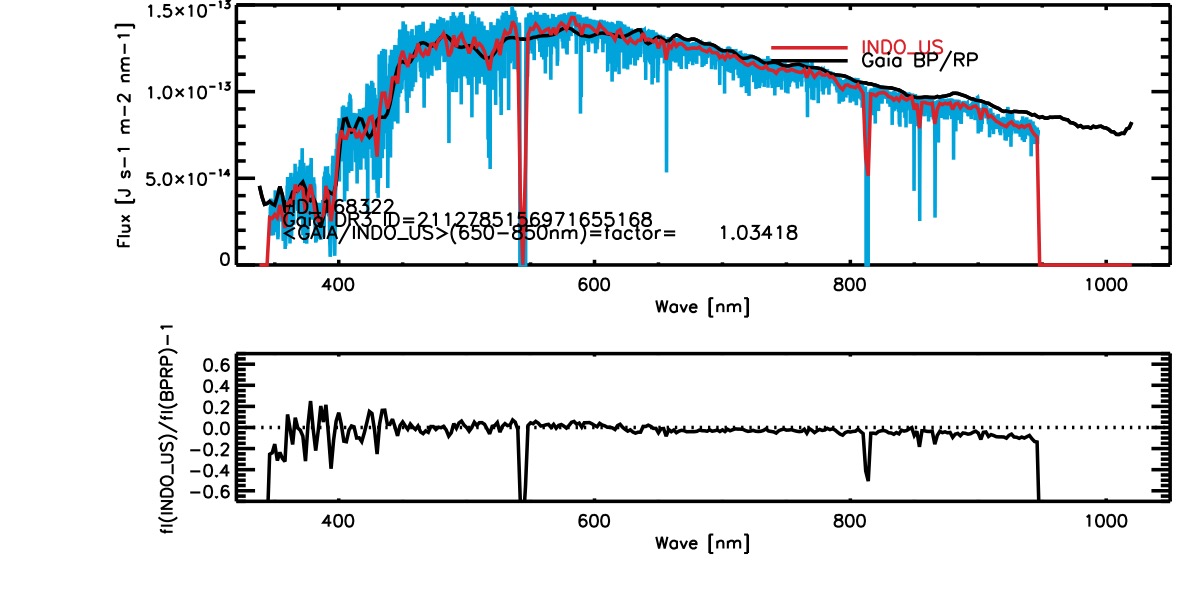 1.5×10−13
1.0×10−13
5.0×10−14
0
Flux [J s−1 m−2 nm−1]
INDO_US
Gaia BP/RP
HD_168322
Gaia DR3 ID=2112785156971655168
<GAIA/INDO_US>(650−850nm)=factor= 1.03418
400 600 800 1000
Wave [nm]
0.6
0.4
0.2
0.0
−0.2
−0.4
−0.6
fl(INDO_US)/fl(BPRP)−1
400 600 800 1000
Wave [nm]